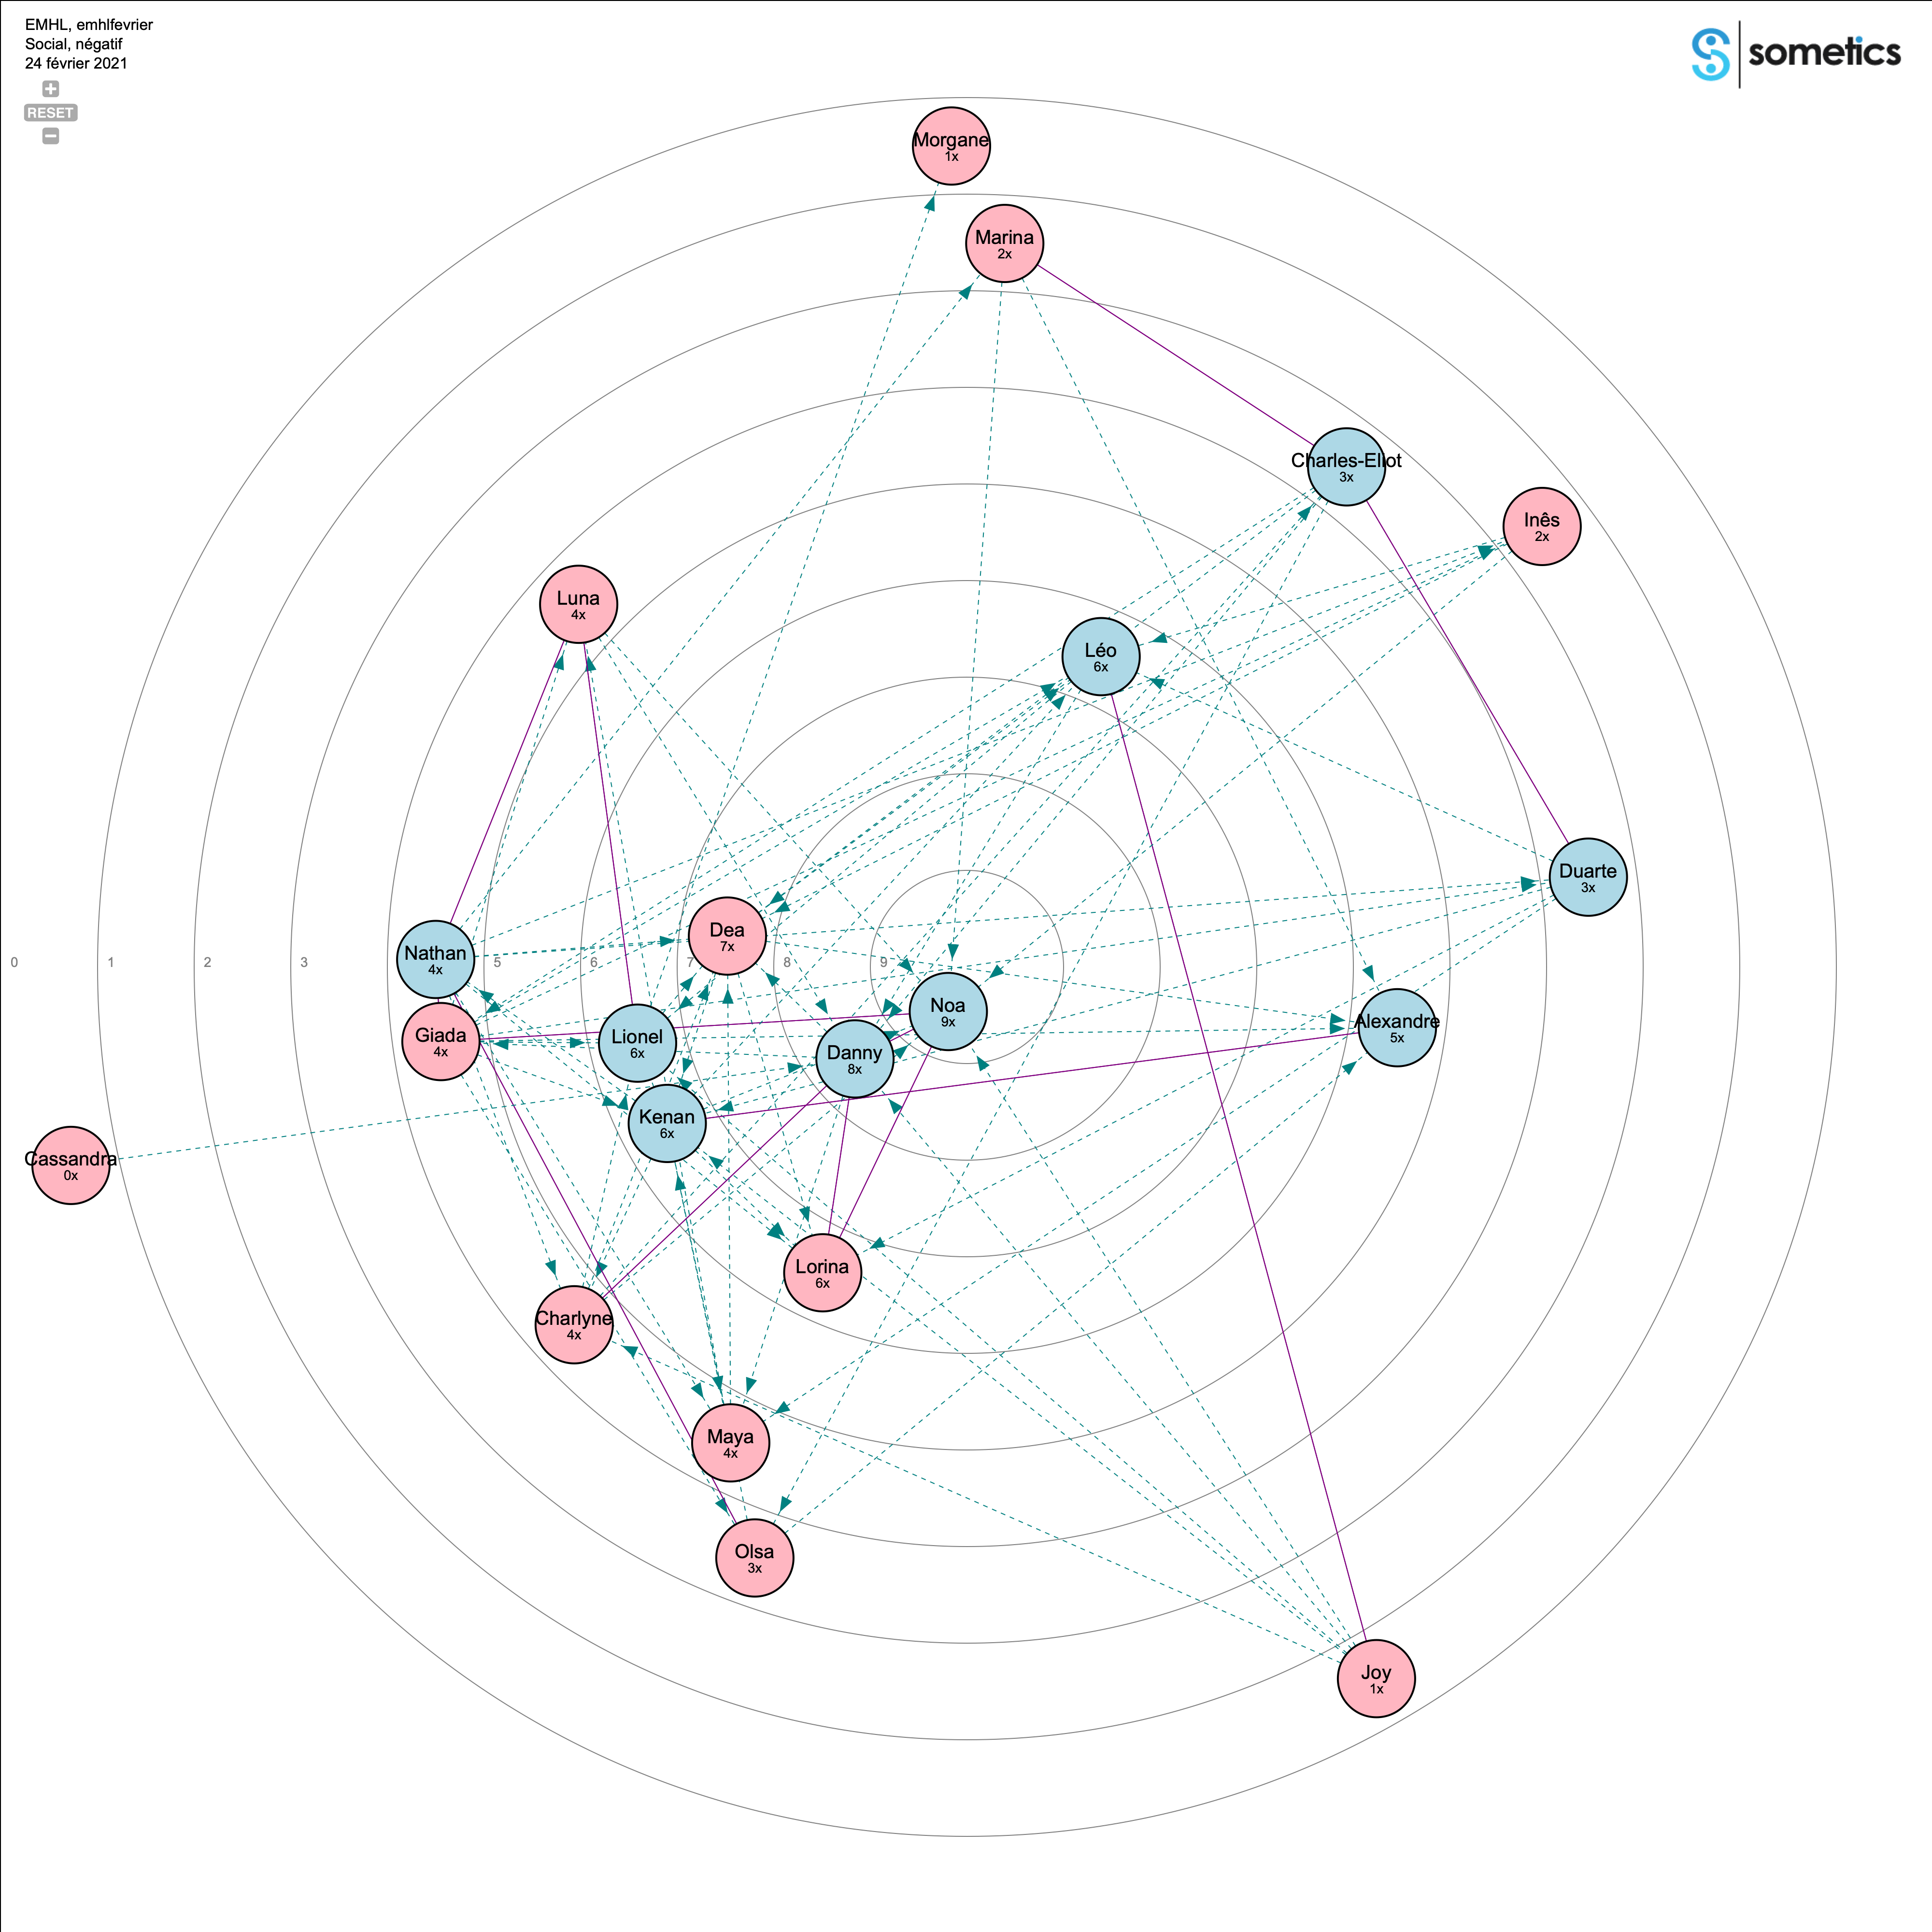 EMHL, emhlfevrier
Social, négatif
24 février 2021
+
RESET
−
sometics
Morgane
1x
Marina
2x
Charles-Eliot
3x
Inês
2x
Luna
4x
Léo
6x
Duarte
3x
Dea
7x
Nathan
4x
0
1
2
3
5
6
7
8
9
Noa
9x
Alexandre
5x
Giada
4x
Lionel
6x
Danny
8x
Kenan
6x
Cassandra
0x
Lorina
6x
Charlyne
4x
Maya
4x
Olsa
3x
Joy
1x